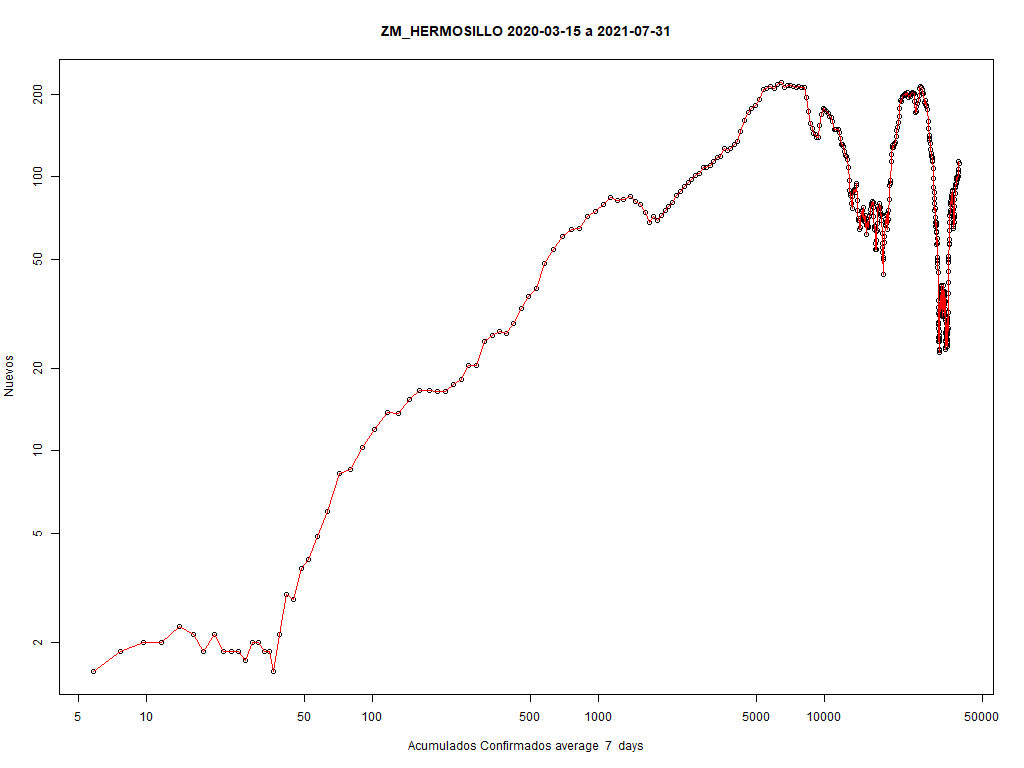 ZM_HERMOSILLO 2020-03-15 a 2021-07-31
Nuevos
200
100
50
20
10
5
2
5 10 50 100 500 1000 5000 10000 50000
Acumulados Confirmados average 7 days